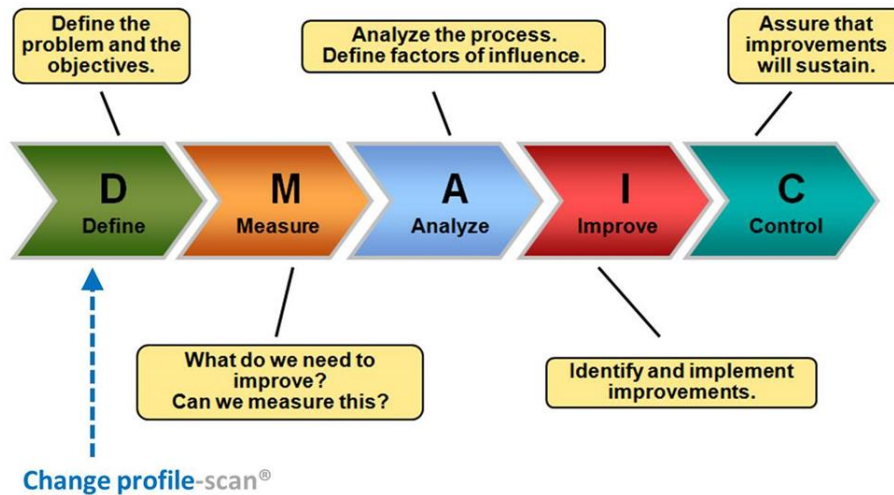 Define the
problem and the
objectives.
Analyze the process.
Define factors of influence.
Assure that
improvements
will sustain.
D
Define
M
Measure
A
Analyze
I
Improve
C
Control
What do we need to
improve?
Can we measure this?
Identify and implement
improvements.
Change profile-scan®